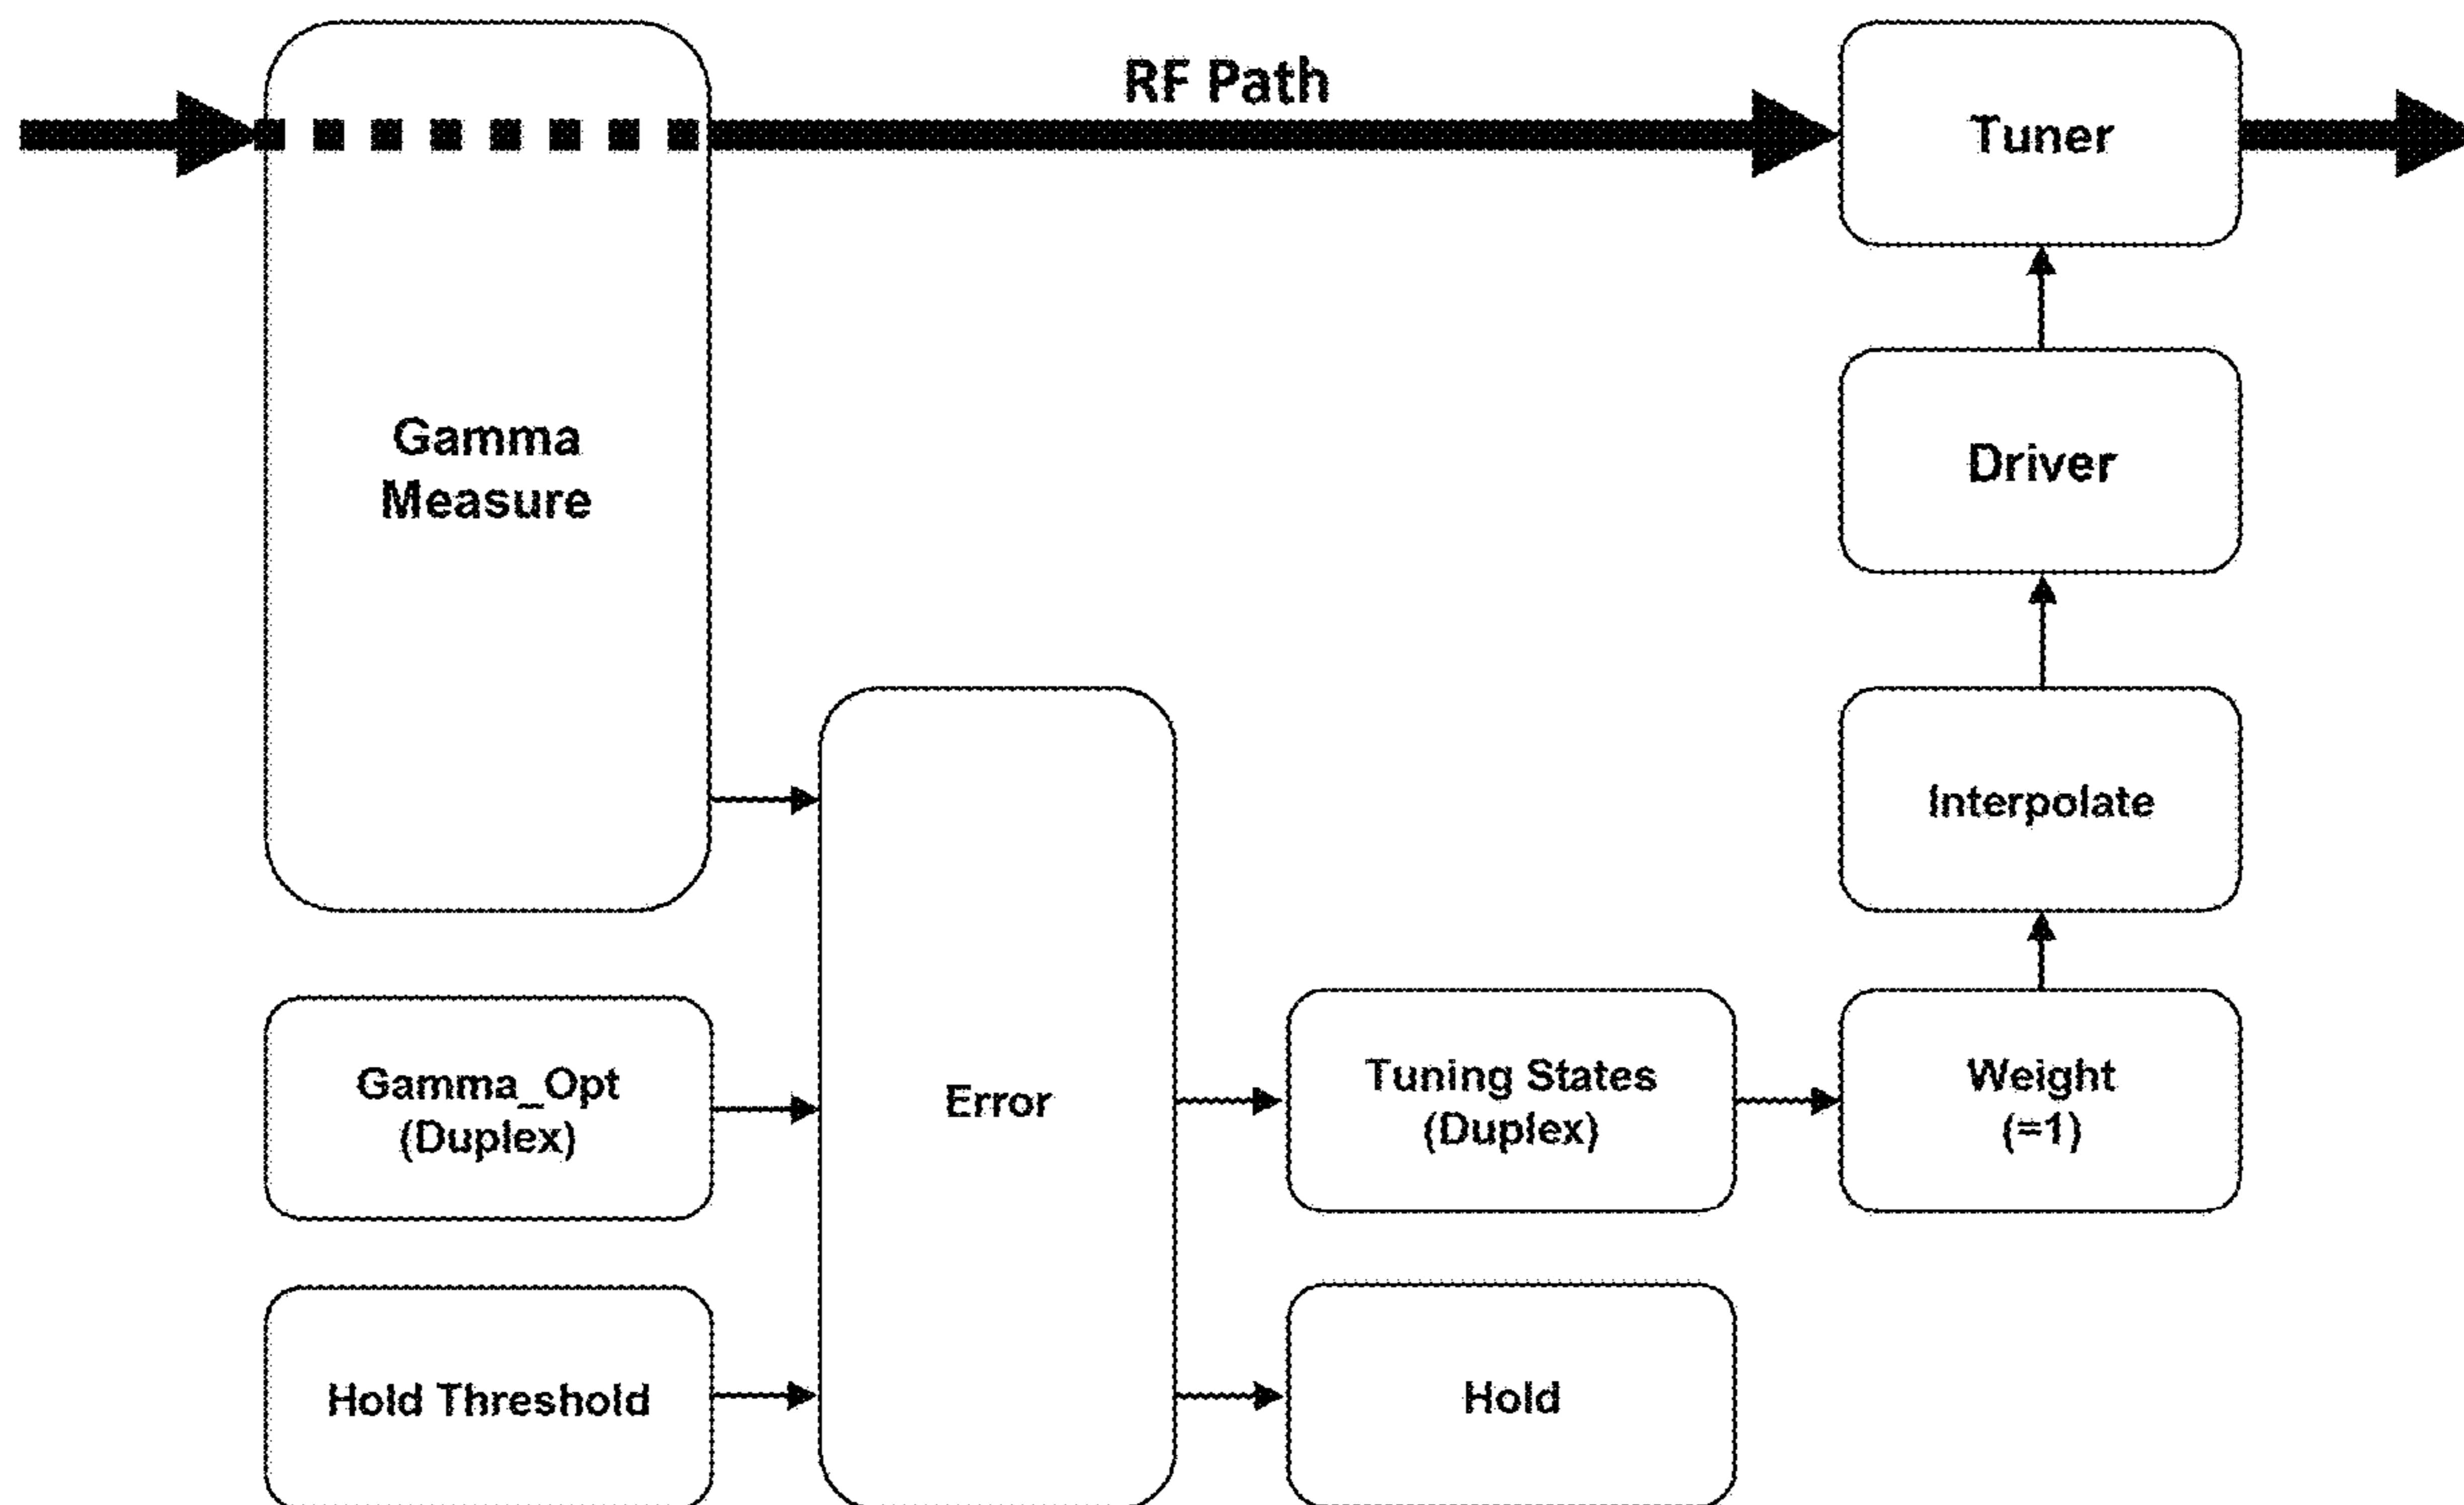 RF Path
Tuner
Gamma
Measure
Driver
Interpolate
Gamma_Opt
(Duplex)
Error
Tuning States
(Duplex)
Weight
(=1)
Hold Threshold
Hold